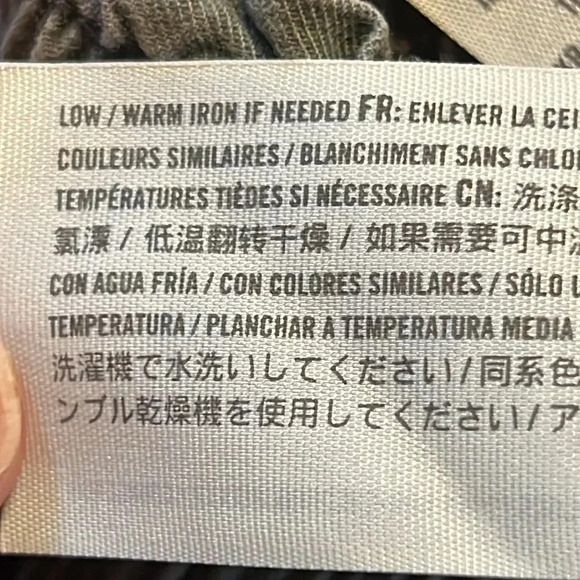 LOW / WARM IRON IF NEEDED FR: ENLEVER LA CEI
COULEURS SIMILAIRES / BLANCHIMENT SANS CHLO
TEMPÉRATURES TIÈDES SI NÉCESSAIRE CN: 洗涤
氯漂 / 低温翻转干燥 / 如果需要可中
CON AGUA FRÍA / CON COLORES SIMILARES / SÓLO
TEMPERATURA / PLANCHAR A TEMPERATURA MEDIA
洗濯機で水洗いしてください / 同系色
ンブル乾燥機を使用してください / ア